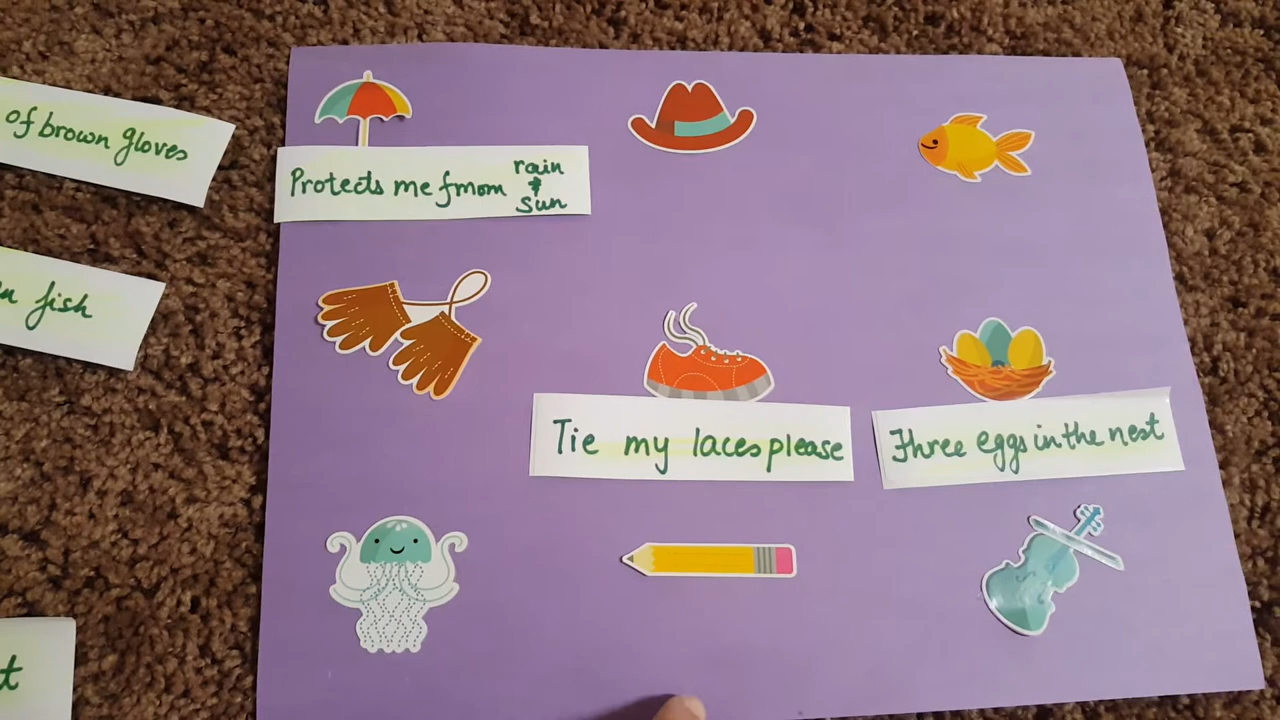 of brown gloves
Protects me fmom rain & sun
fish
Tie my laces please
Three eggs in the nest